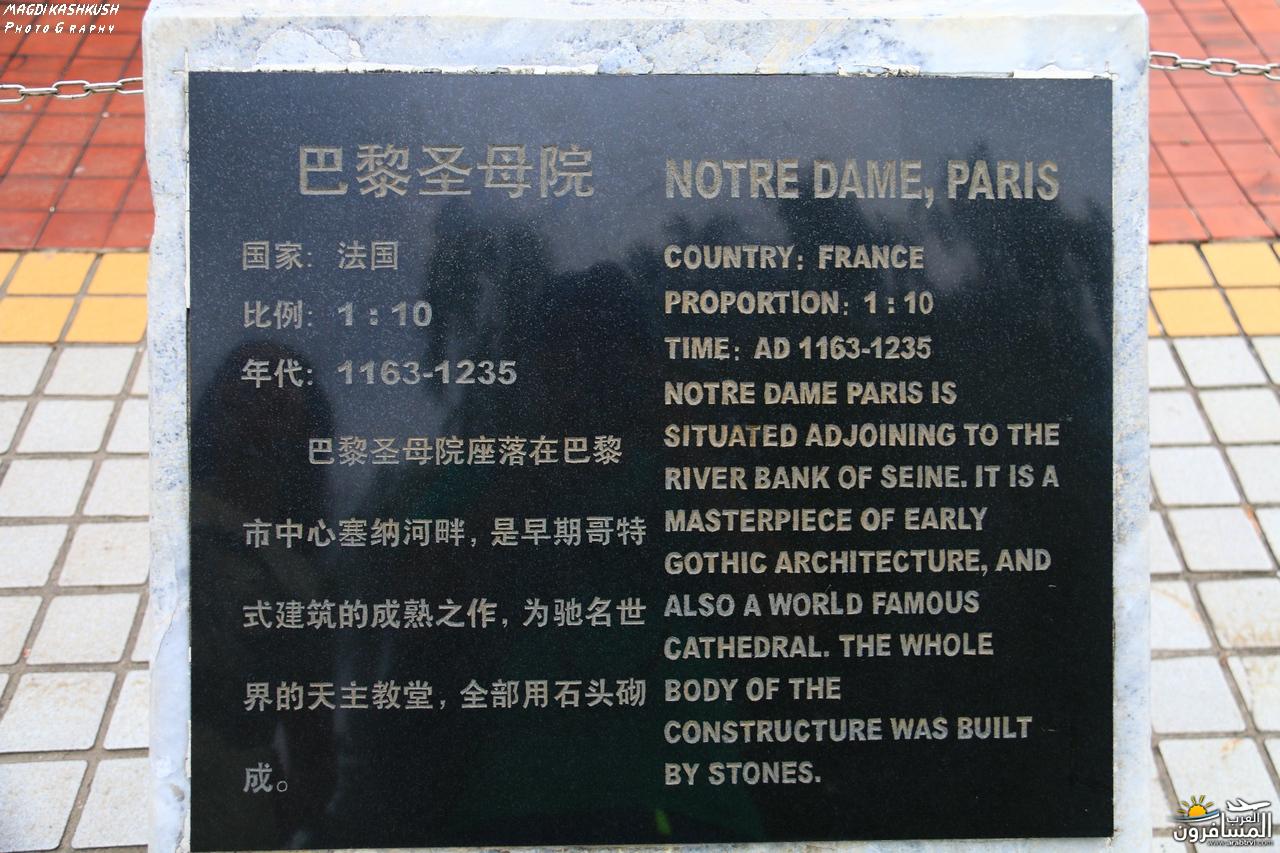 MAGDI KASHKUSH
PHOTOGRAPHY
巴黎圣母院
国家：法国
比例：1：10
年代：1163-1235
巴黎圣母院座落在巴黎
市中心塞纳河畔，是早期哥特
式建筑的成熟之作，为驰名世
界的天主教堂，全部用石头砌
成。
NOTRE DAME, PARIS
COUNTRY: FRANCE
PROPORTION: 1:10
TIME: AD 1163-1235
NOTRE DAME PARIS IS
SITUATED ADJOINING TO THE
RIVER BANK OF SEINE. IT IS A
MASTERPIECE OF EARLY
GOTHIC ARCHITECTURE, AND
ALSO A WORLD FAMOUS
CATHEDRAL. THE WHOLE
BODY OF THE
CONSTRUCTURE WAS BUILT
BY STONES.
العرب
المسافرون
www.arabtrvl.com